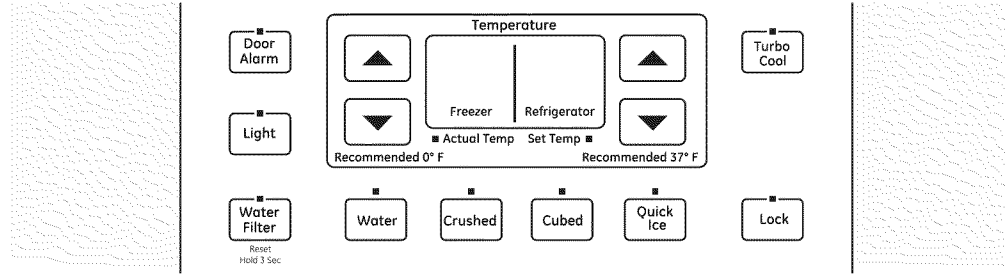 Temperature
Door
Alarm
Turbo
Cool
Freezer
Refrigerator
Light
Actual Temp
Set Temp
Recommended 0° F
Recommended 37° F
Water
Filter
Water
Crushed
Cubed
Quick
Ice
Lock
Reset
Hold 3 Sec